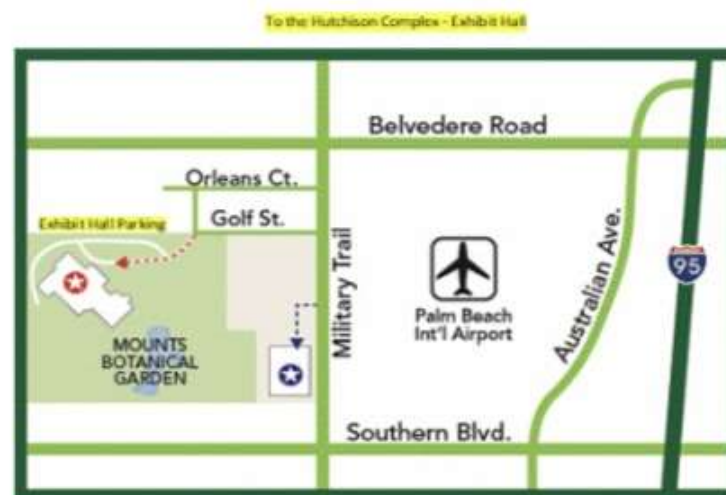 To the Hutchison Complex - Exhibit Hall
Belvedere Road
Orleans Ct.
Exhibit Hall Parking
Golf St.
Military Trail
Australian Ave.
95
Palm Beach
Int'l Airport
MOUNTS
BOTANICAL
GARDEN
Southern Blvd.